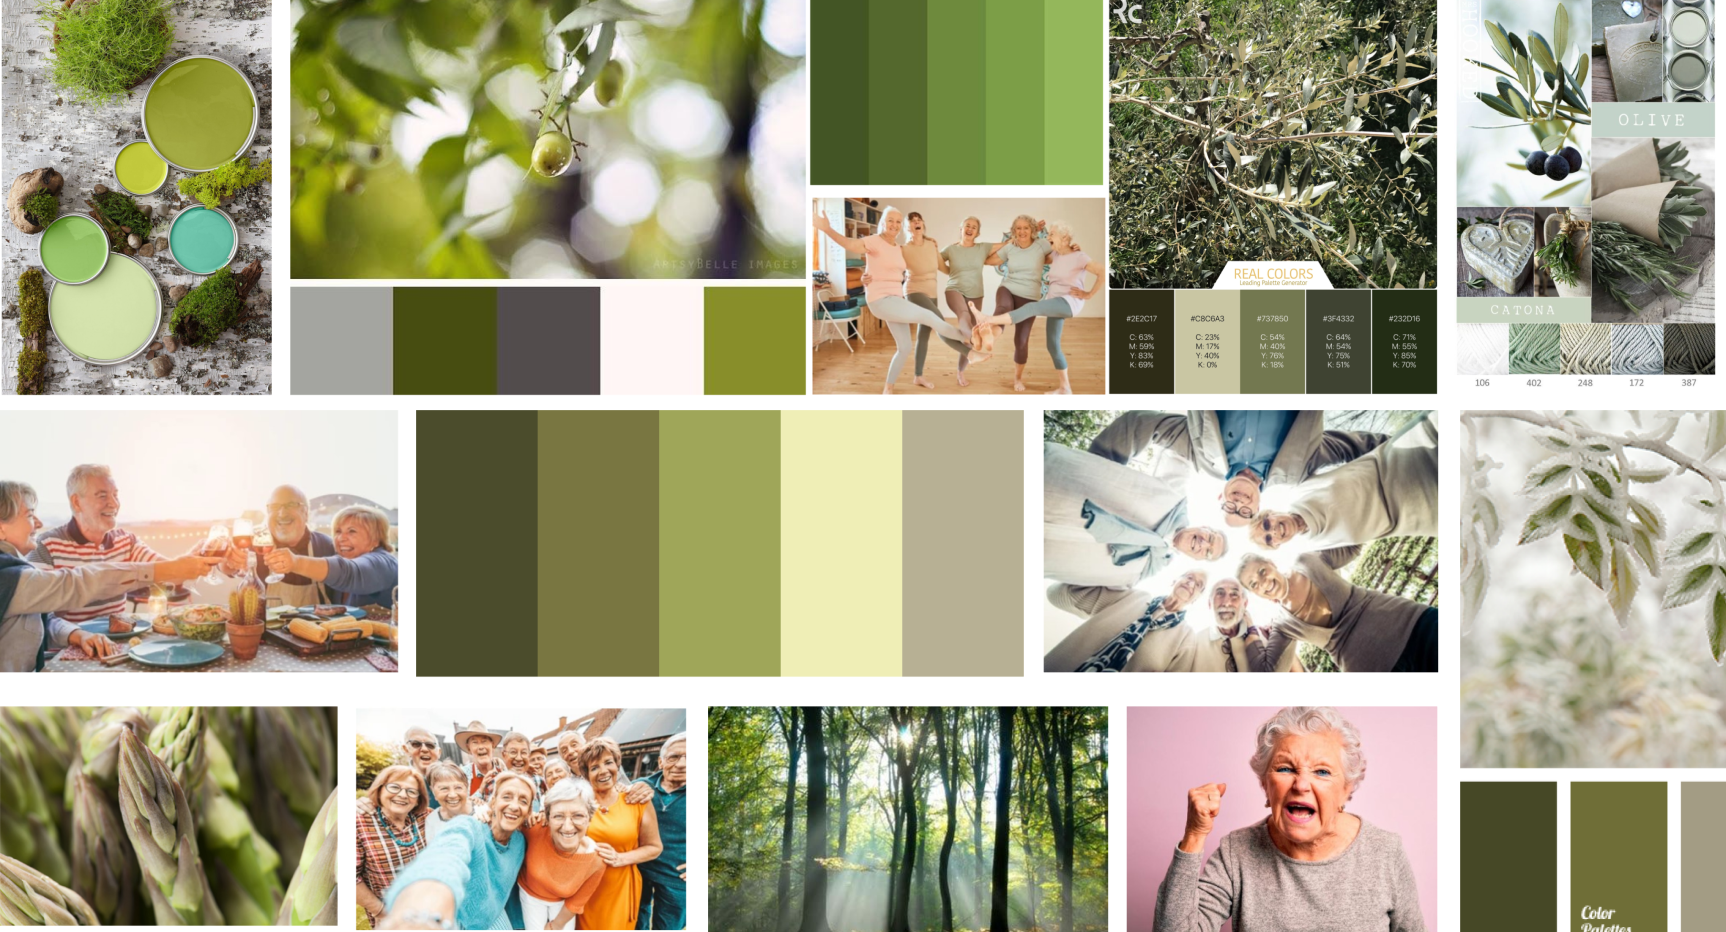 ARTSYBELLE IMAGES
Rc
REAL COLORS
Leading Palette Generator
#2E2C17
C: 63%
M: 59%
Y: 83%
K: 69%
#C8C6A3
C: 23%
M: 17%
Y: 40%
K: 0%
#737850
C: 54%
M: 40%
Y: 76%
K: 18%
#3F4332
C: 64%
M: 54%
Y: 75%
K: 51%
#232D16
C: 71%
M: 55%
Y: 85%
K: 70%
OLIVE
CATONA
106 402 248 172 387
Color
Palettes